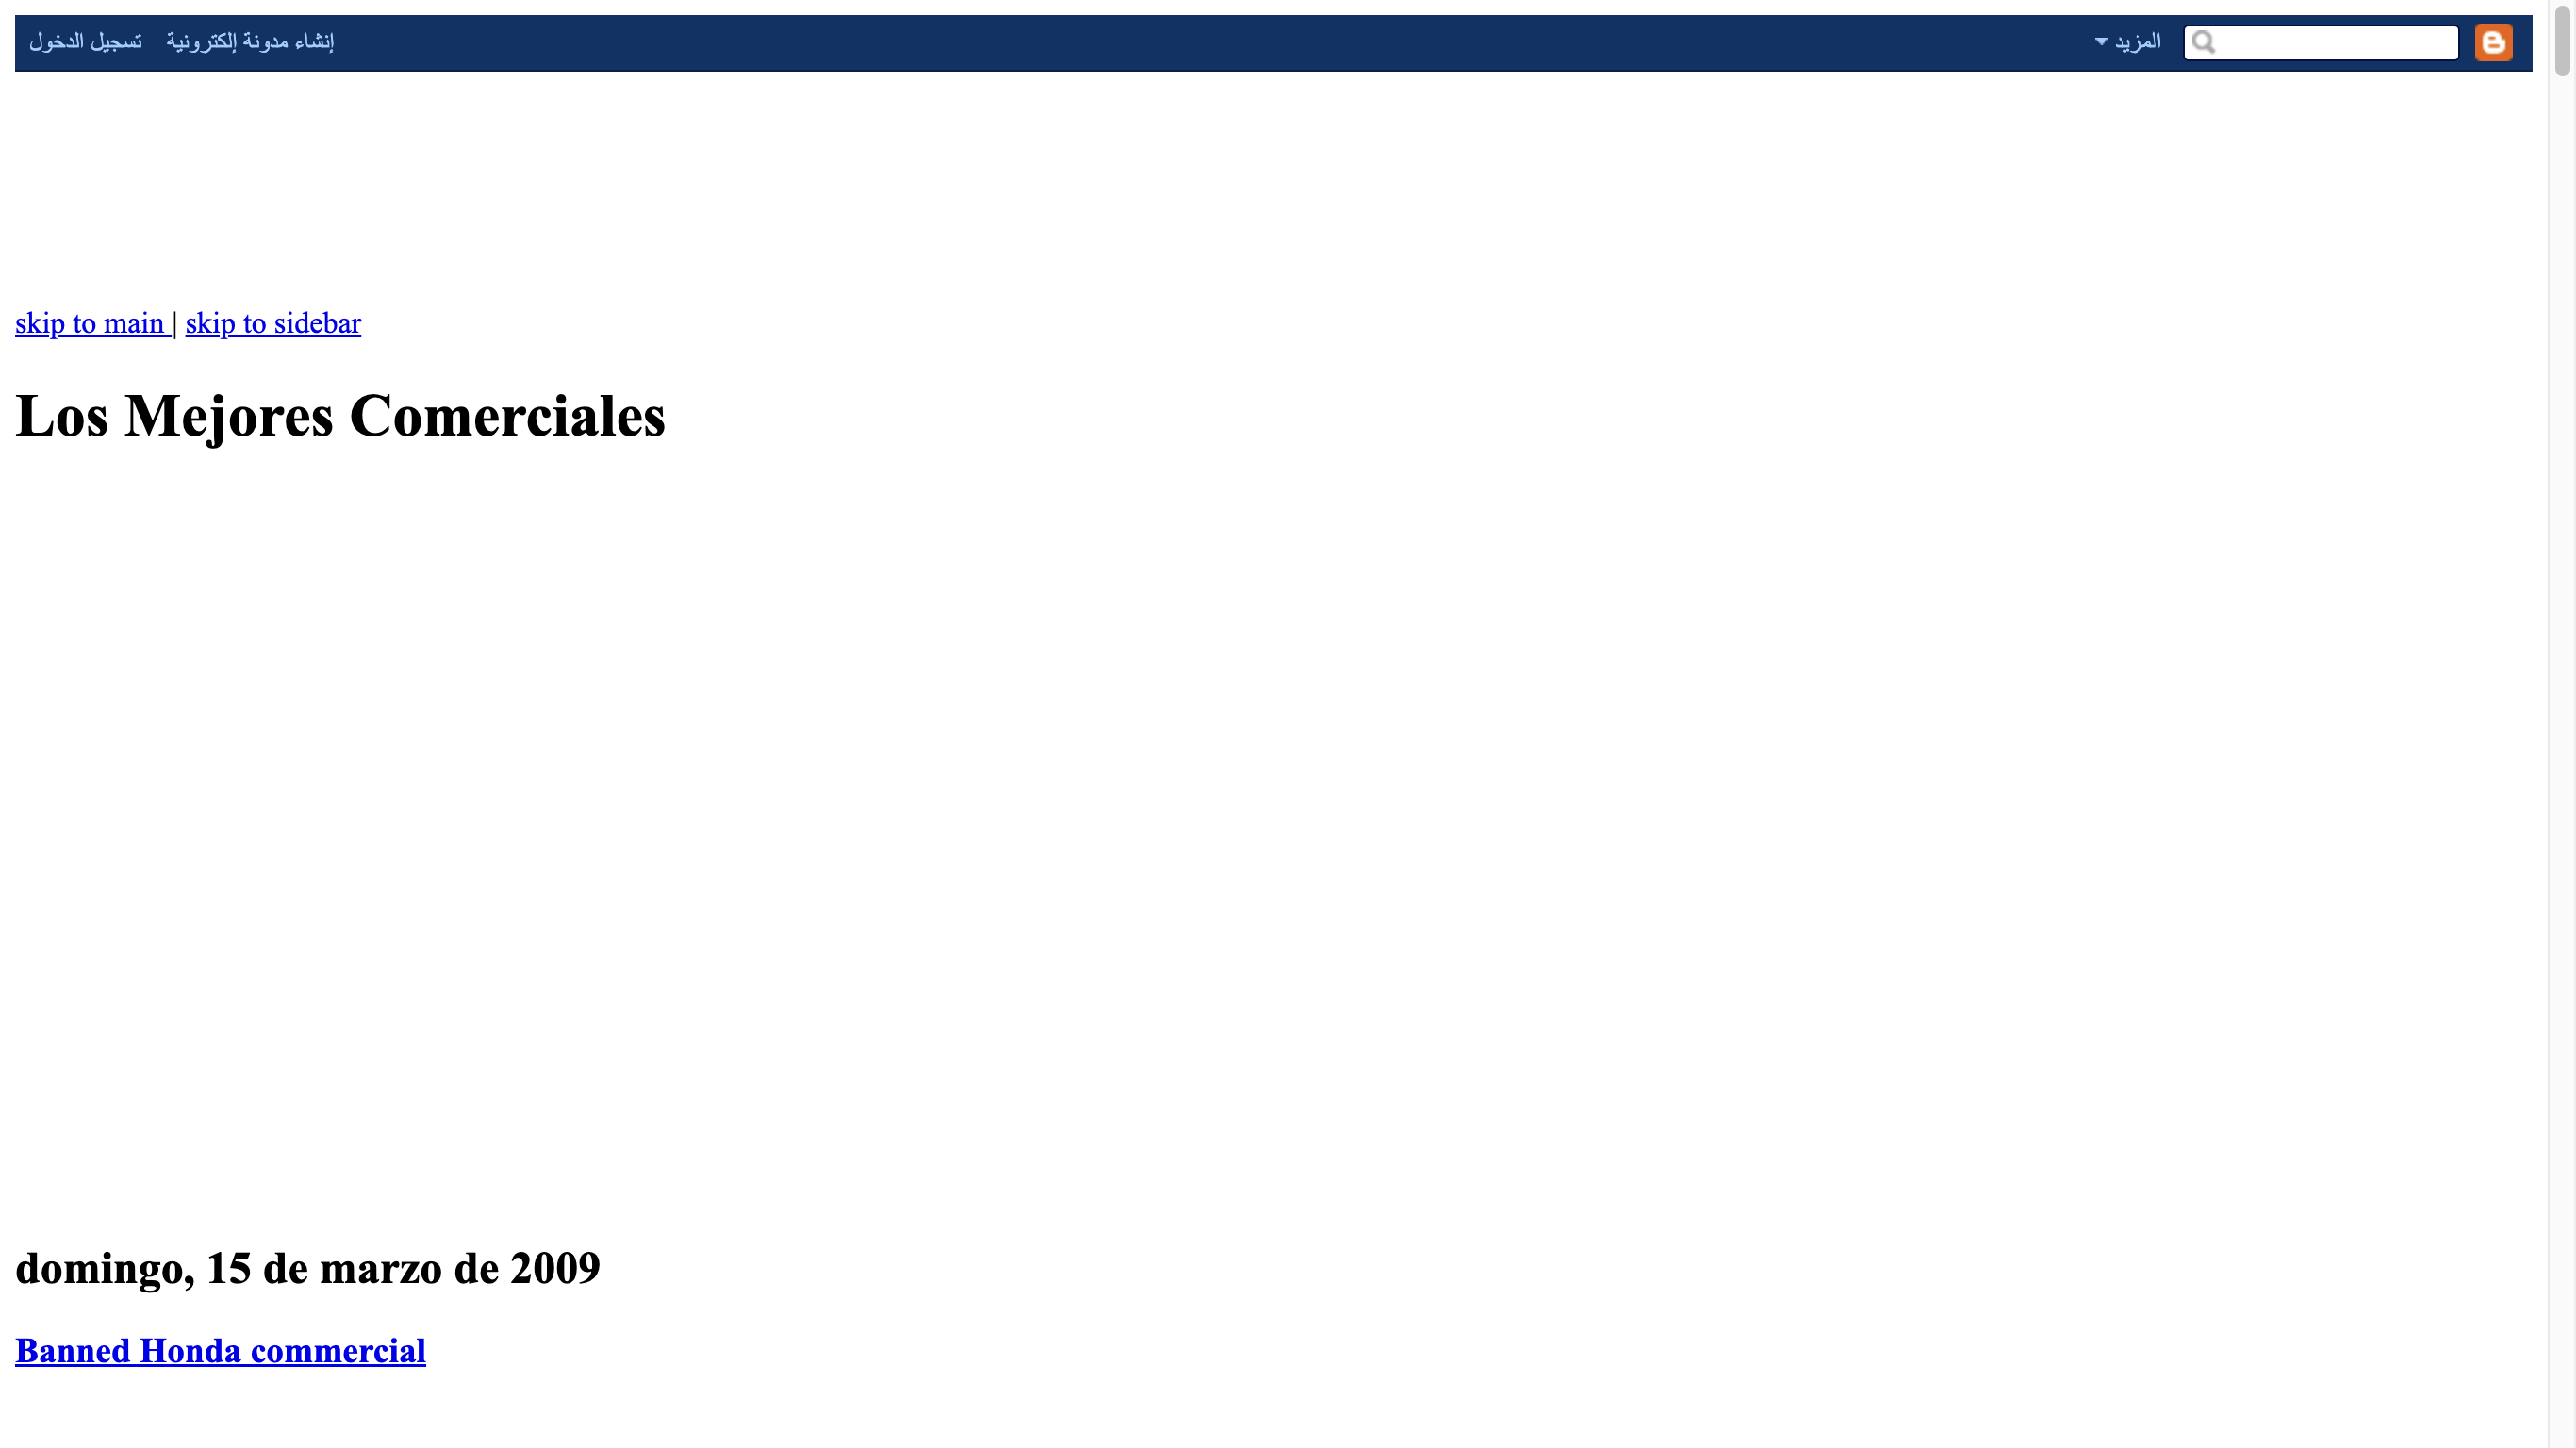 تسجيل الدخول إنشاء مدونة إلكترونية المزيد
skip to main | skip to sidebar
Los Mejores Comerciales
domingo, 15 de marzo de 2009
Banned Honda commercial